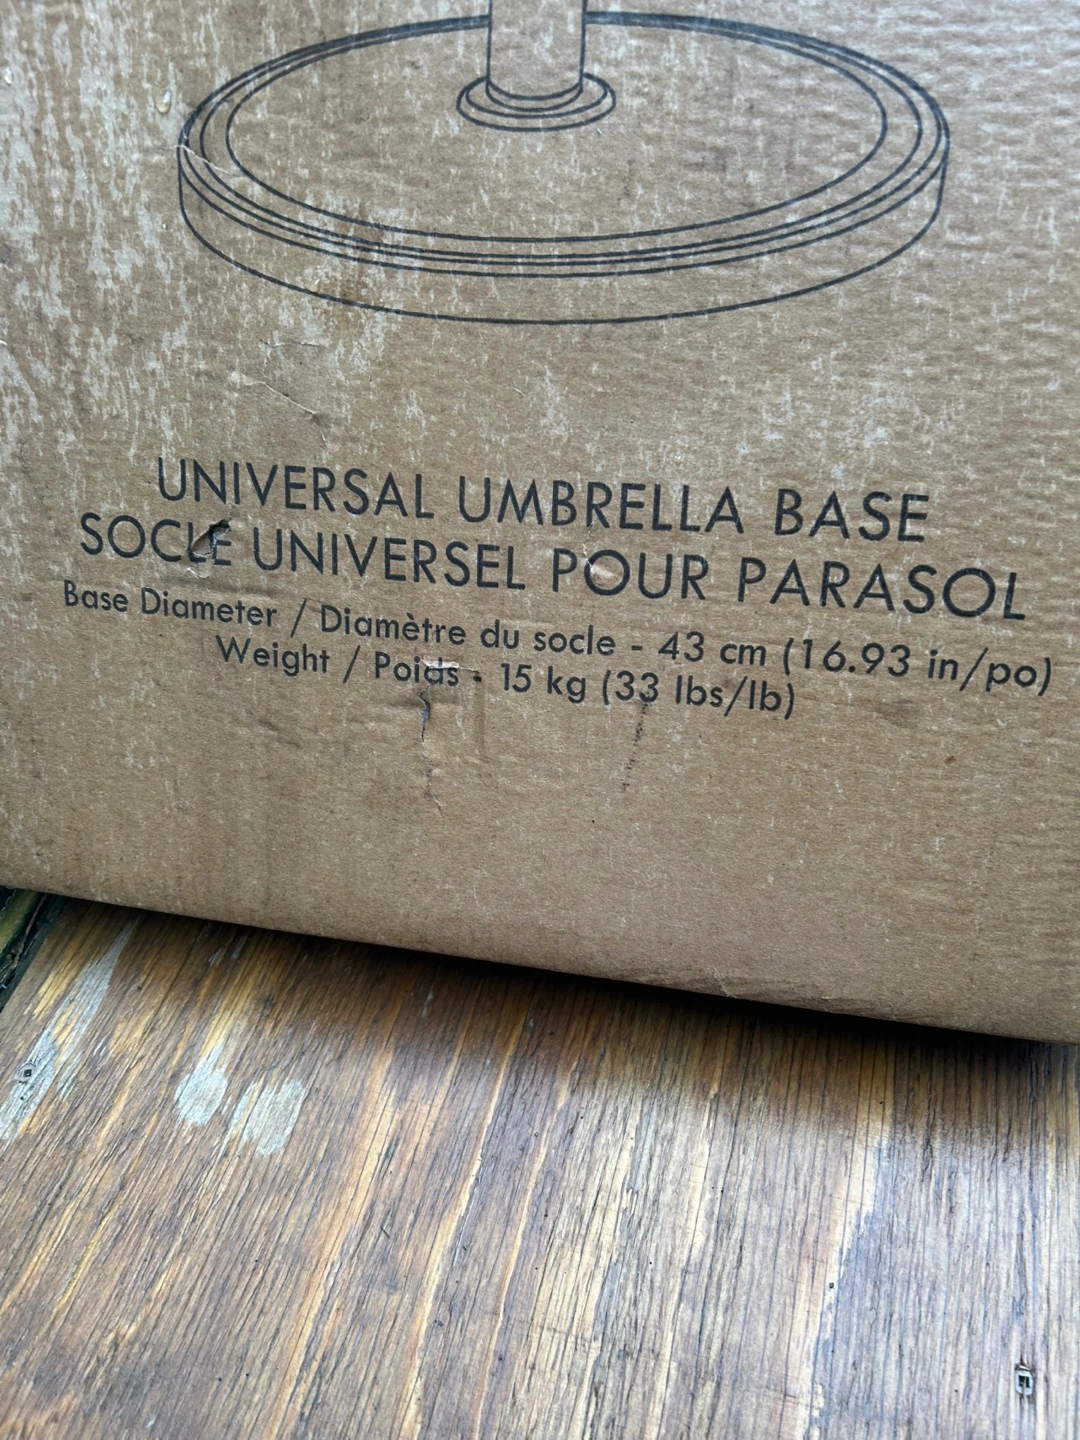 UNIVERSAL UMBRELLA BASE
SOCLE UNIVERSEL POUR PARASOL
Base Diameter / Diamètre du socle - 43 cm (16.93 in/po)
Weight / Poids - 15 kg (33 lbs/lb)